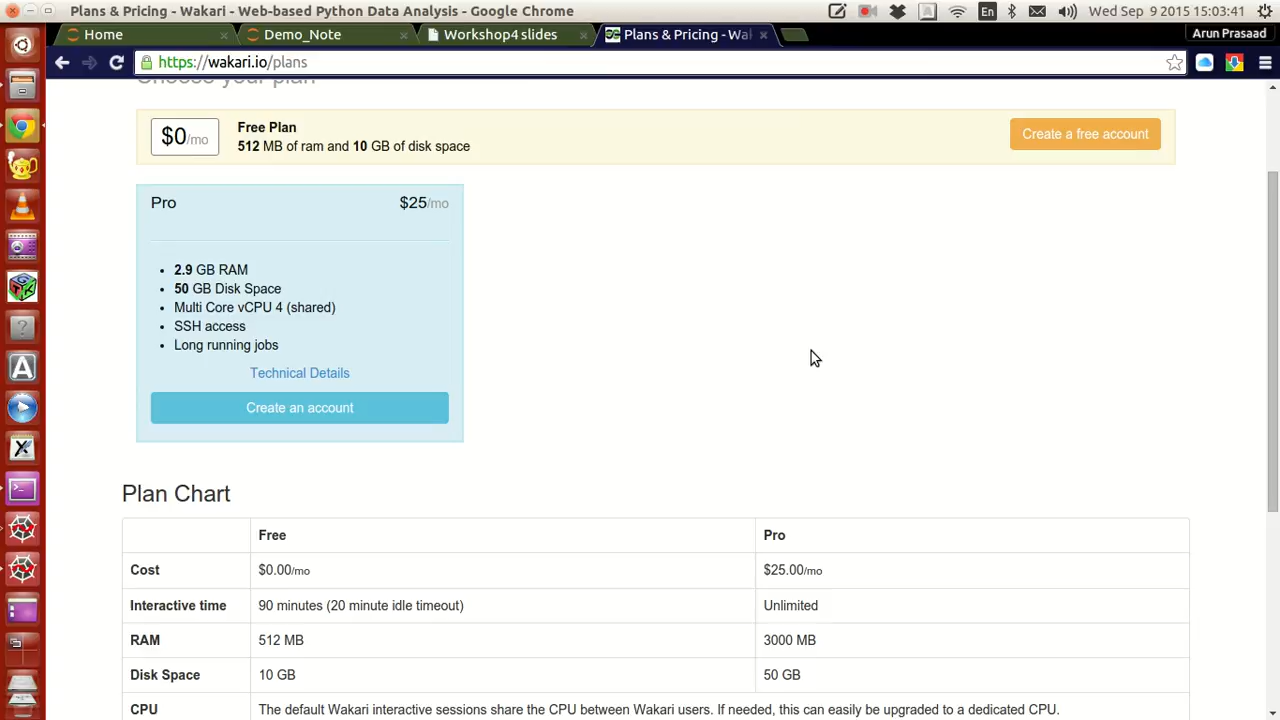 Plans & Pricing - Wakari - Web-based Python Data Analysis - Google Chrome
En
Wed Sep 9 2015 15:03:41
Home
Demo_Note
Workshop4 slides
Plans & Pricing - Wal
Arun Prasaad
https://wakari.io/plans
Choose your plan
$0/mo
Free Plan
512 MB of ram and 10 GB of disk space
Create a free account
Pro
$25/mo
2.9 GB RAM
50 GB Disk Space
Multi Core vCPU 4 (shared)
SSH access
Long running jobs
Technical Details
Create an account
Plan Chart
Free
Pro
Cost
$0.00/mo
$25.00/mo
Interactive time
90 minutes (20 minute idle timeout)
Unlimited
RAM
512 MB
3000 MB
Disk Space
10 GB
50 GB
CPU
The default Wakari interactive sessions share the CPU between Wakari users. If needed, this can easily be upgraded to a dedicated CPU.